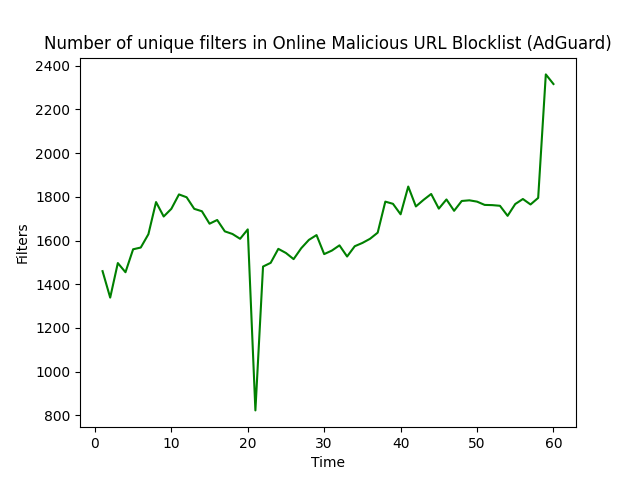 Number of unique filters in Online Malicious URL Blocklist (AdGuard)
2400
2200
2000
1800
1600
1400
1200
1000
800
Filters
0 10 20 30 40 50 60
Time